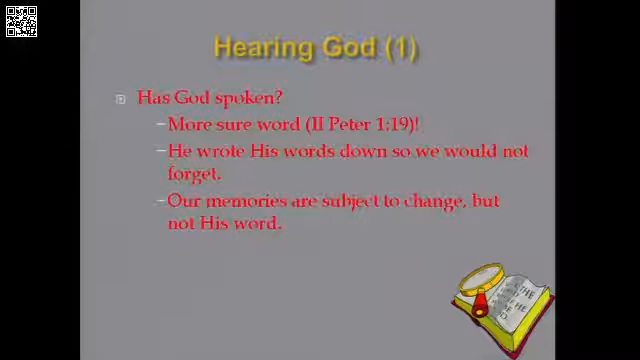 Hearing God (1)
Has God spoken?
–More sure word (II Peter 1:19)!
–He wrote His words down so we would not
forget.
–Our memories are subject to change, but
not His word.